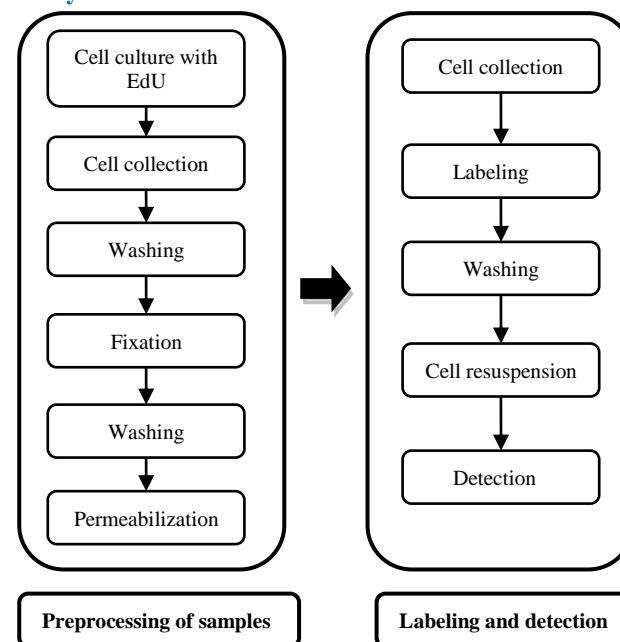 Cell culture with
EdU
Cell collection
Washing
Fixation
Washing
Permeabilization
Preprocessing of samples
Cell collection
Labeling
Washing
Cell resuspension
Detection
Labeling and detection